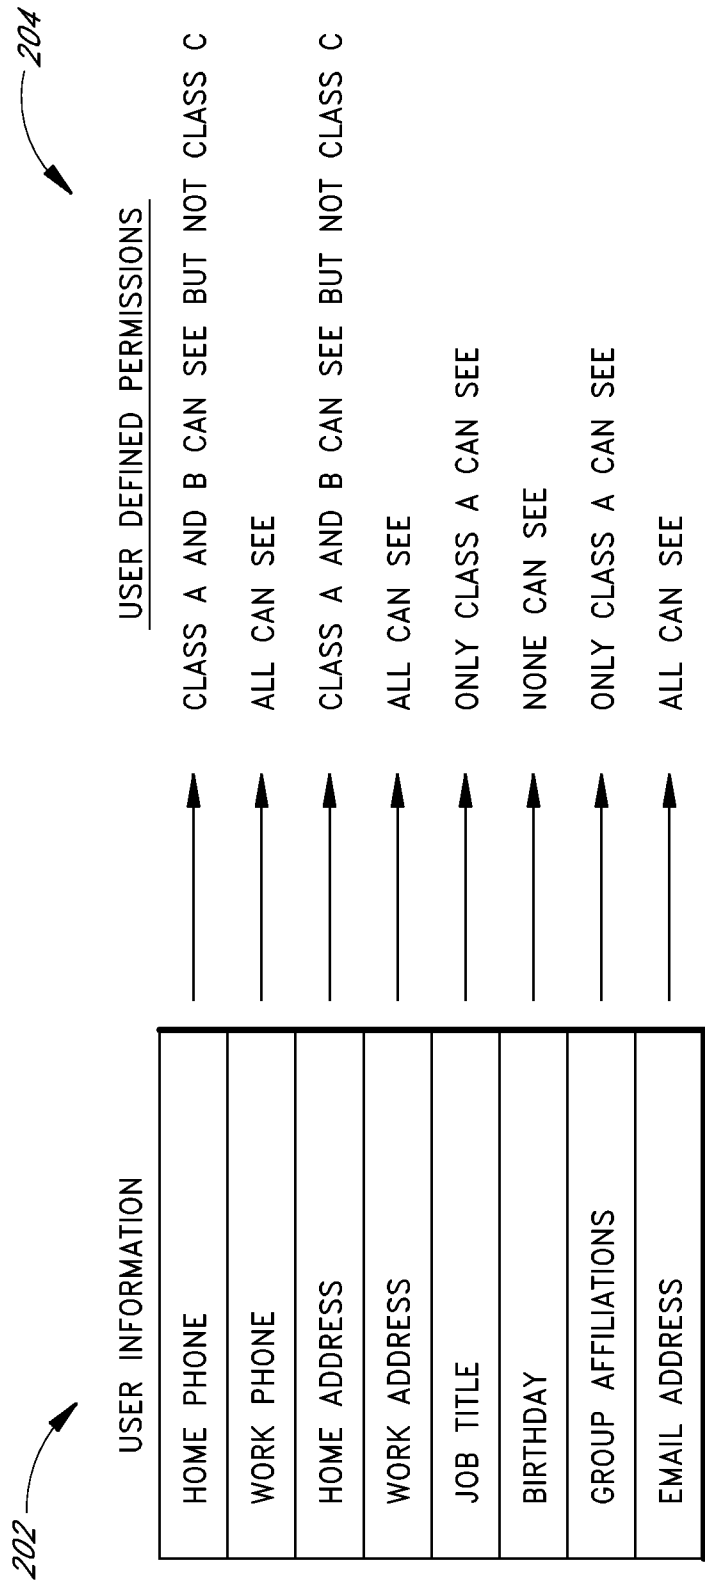 202
204
USER INFORMATION
USER DEFINED PERMISSIONS
HOME PHONE
CLASS A AND B CAN SEE BUT NOT CLASS C
WORK PHONE
ALL CAN SEE
HOME ADDRESS
CLASS A AND B CAN SEE BUT NOT CLASS C
WORK ADDRESS
ALL CAN SEE
JOB TITLE
ONLY CLASS A CAN SEE
BIRTHDAY
NONE CAN SEE
GROUP AFFILIATIONS
ONLY CLASS A CAN SEE
EMAIL ADDRESS
ALL CAN SEE